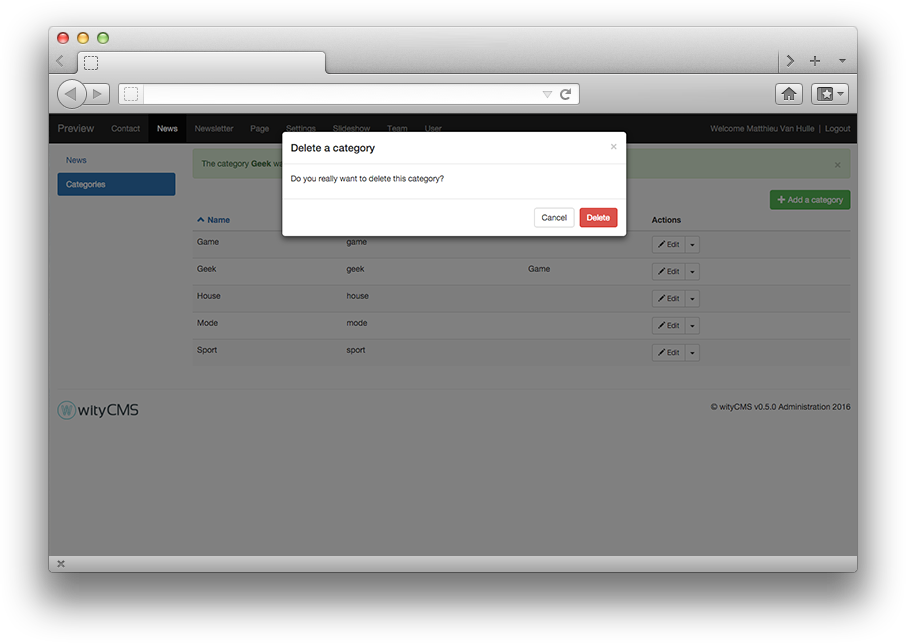 Preview Contact News Newsletter Page Settings Slideshow Team User Welcome Matthieu Van Hulle | Logout
Delete a category ×
Do you really want to delete this category?
Cancel Delete
News
Categories
The category Geek ×
+ Add a category
Name Actions
Game game Edit
Geek geek Game Edit
House house Edit
Mode mode Edit
Sport sport Edit
W wityCMS © wityCMS v0.5.0 Administration 2016